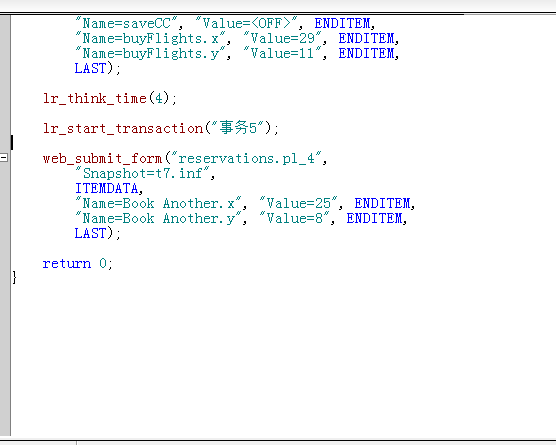 "Name=saveCC", "Value=<OFF>", ENDITEM,
"Name=buyFlights.x", "Value=29", ENDITEM,
"Name=buyFlights.y", "Value=11", ENDITEM,
LAST);
lr_think_time(4);
lr_start_transaction("事务5");
web_submit_form("reservations.pl_4",
"Snapshot=t7.inf",
ITEMDATA,
"Name=Book Another.x", "Value=25", ENDITEM,
"Name=Book Another.y", "Value=8", ENDITEM,
LAST);
return 0;
}